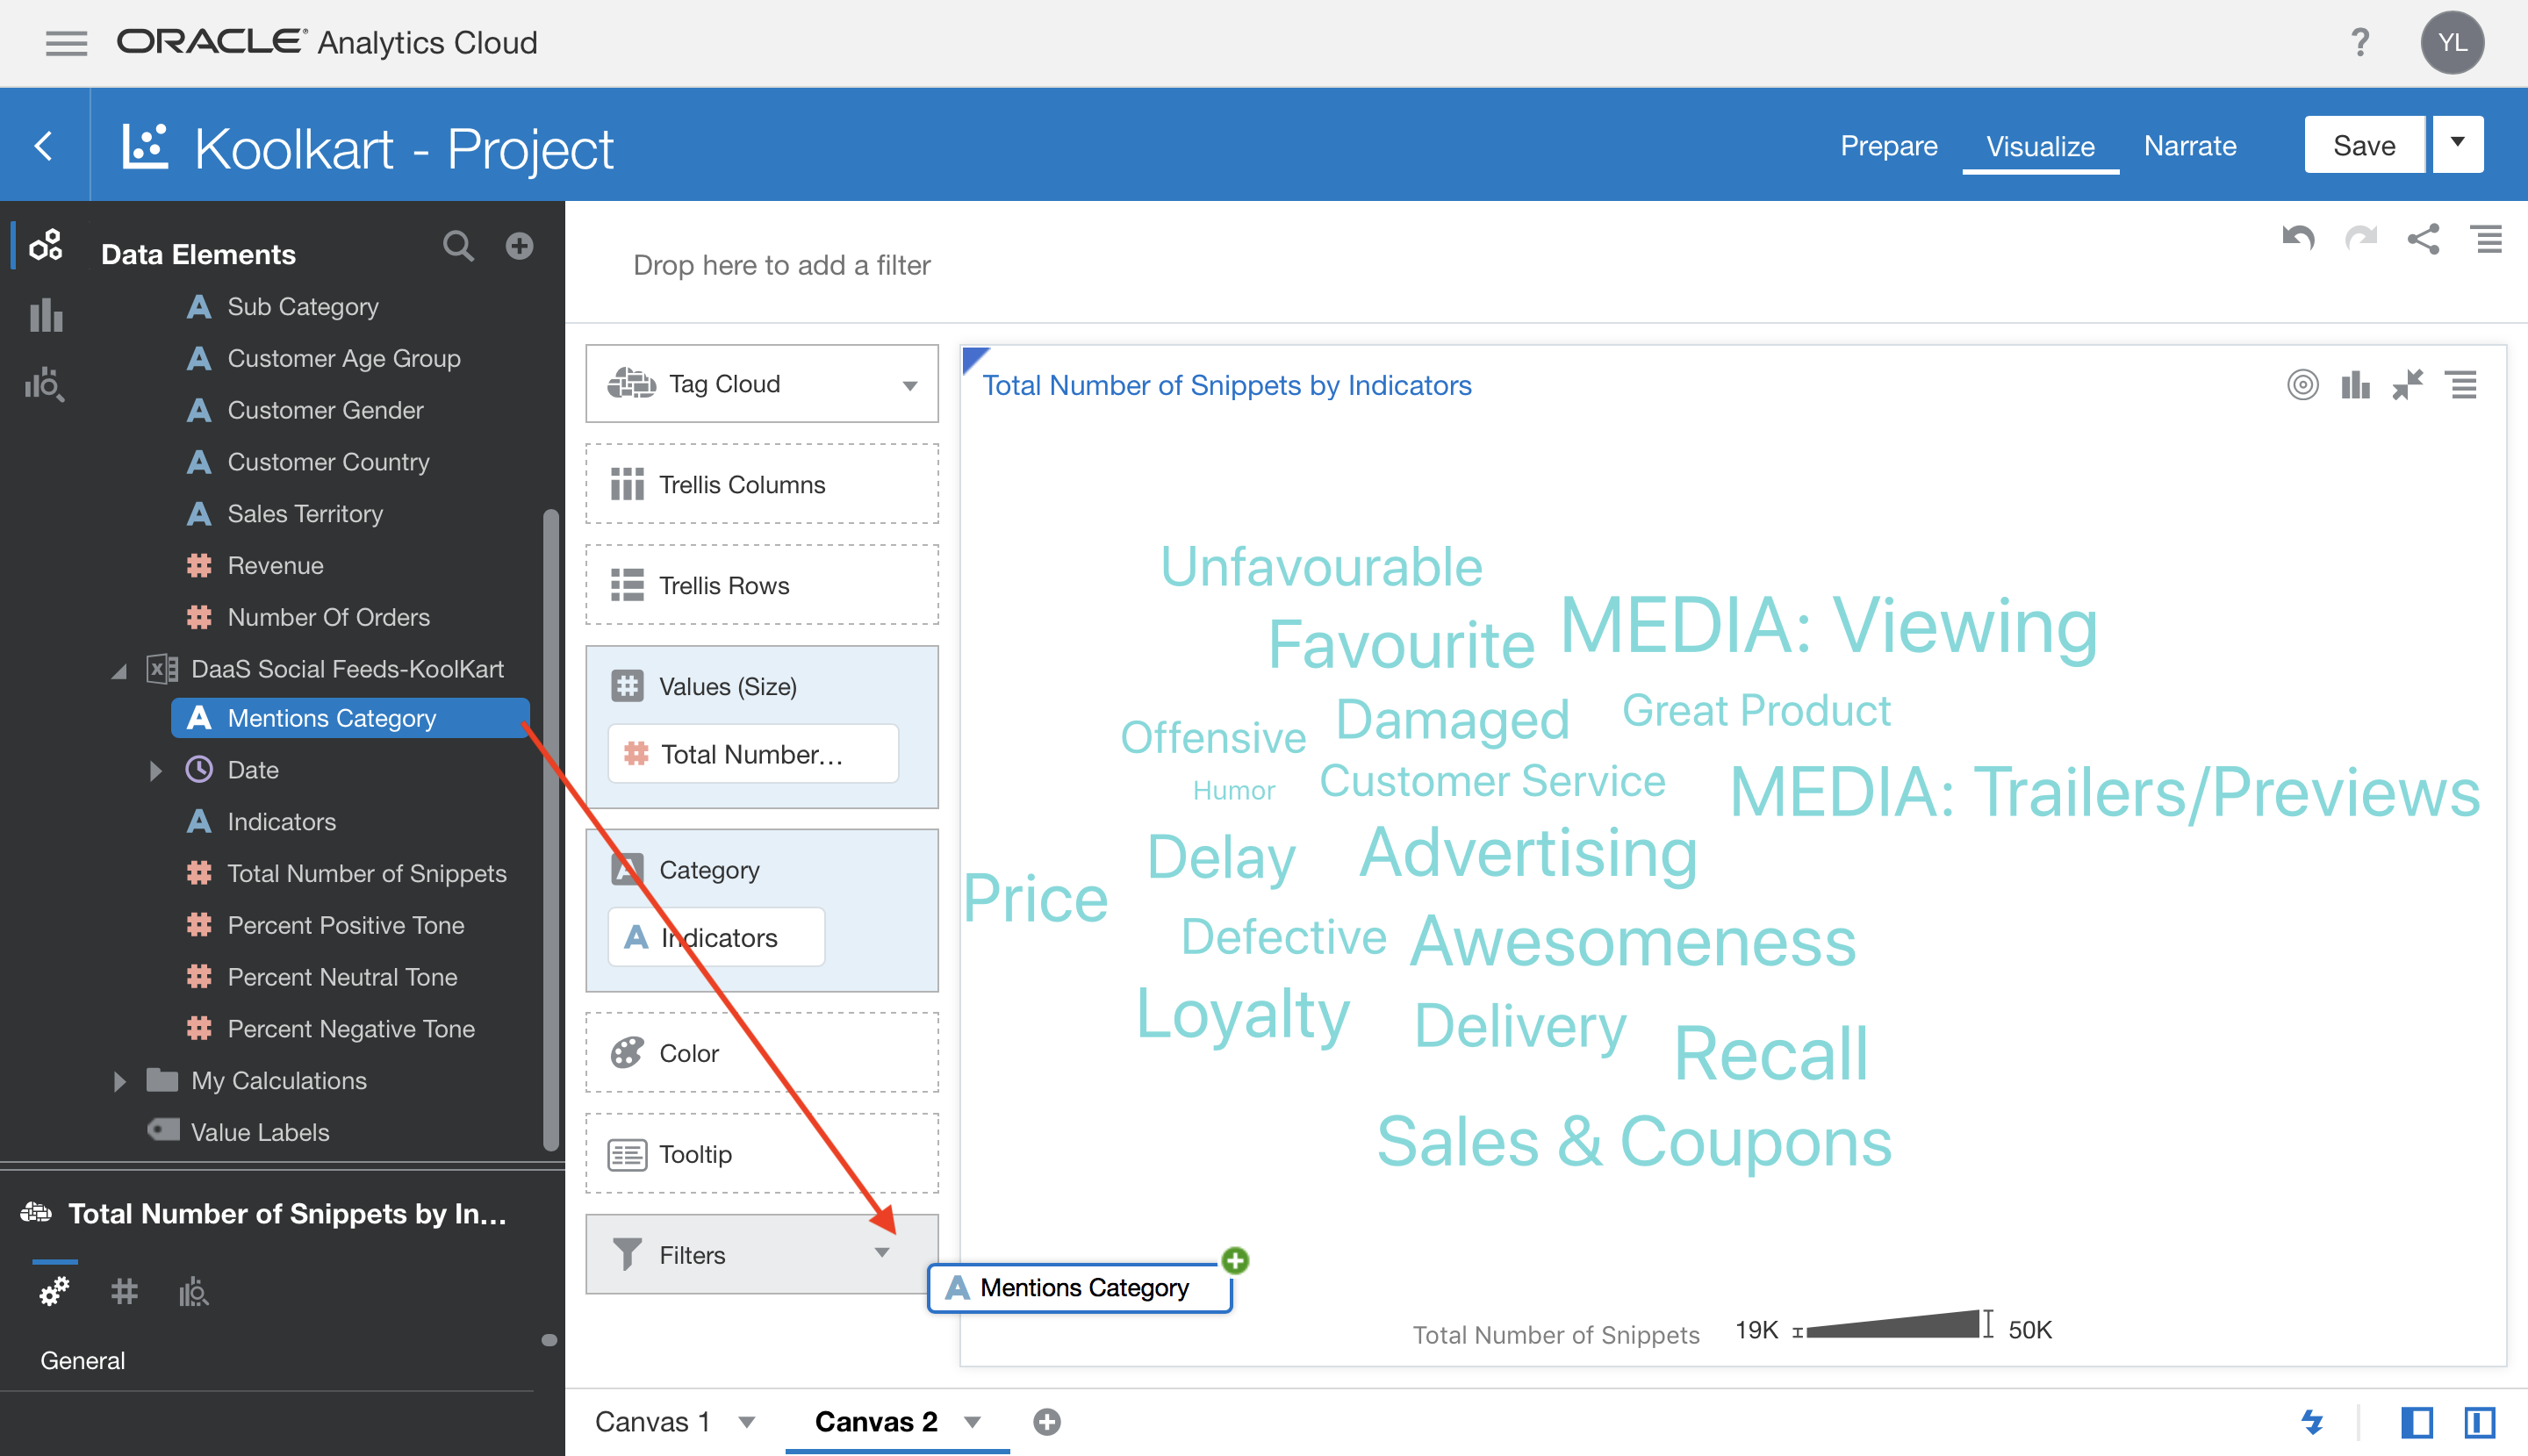 ORACLE® Analytics Cloud
?
YL
Koolkart - Project
Prepare
Visualize
Narrate
Save
Data Elements
A Sub Category
A Customer Age Group
A Customer Gender
A Customer Country
A Sales Territory
# Revenue
# Number Of Orders
DaaS Social Feeds-KoolKart
A Mentions Category
Date
A Indicators
# Total Number of Snippets
# Percent Positive Tone
# Percent Neutral Tone
# Percent Negative Tone
My Calculations
Value Labels
Total Number of Snippets by In...
General
Drop here to add a filter
Tag Cloud
Trellis Columns
Trellis Rows
# Values (Size)
# Total Number...
A Category
A Indicators
Color
Tooltip
Filters
A Mentions Category
Total Number of Snippets by Indicators
Unfavourable
Favourite
MEDIA: Viewing
Offensive
Damaged
Great Product
Humor
Customer Service
MEDIA: Trailers/Previews
Delay
Advertising
Price
Defective
Awesomeness
Loyalty
Delivery
Recall
Sales & Coupons
Total Number of Snippets 19K 50K
Canvas 1
Canvas 2